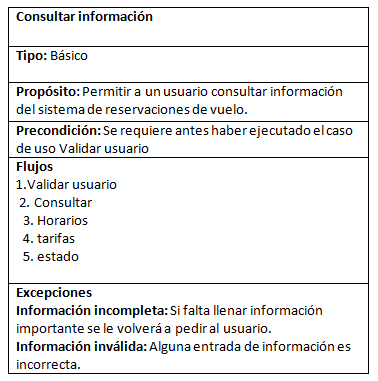 Consultar información
Tipo: Básico
Propósito: Permitir a un usuario consultar información
del sistema de reservaciones de vuelo.
Precondición: Se requiere antes haber ejecutado el caso
de uso Validar usuario
Flujos
1.Validar usuario
2. Consultar
3. Horarios
4. tarifas
5. estado
Excepciones
Información incompleta: Si falta llenar información
importante se le volverá a pedir al usuario.
Información inválida: Alguna entrada de información es
incorrecta.